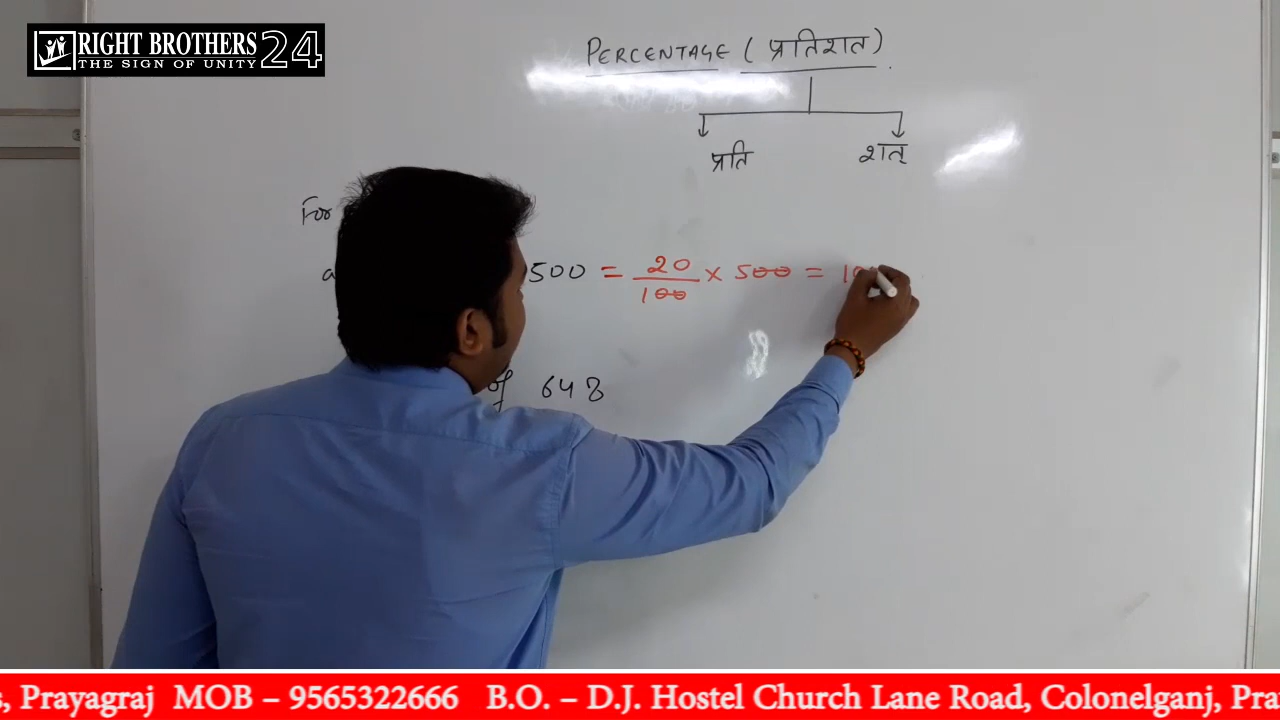 RIGHT BROTHERS 24
THE SIGN OF UNITY
PERCENTAGE (प्रतिशत)
प्रति शत्
For
a 500 = 20/100 × 500 = 10
of 648
s, Prayagraj MOB – 9565322666 B.O. – D.J. Hostel Church Lane Road, Colonelganj, Pra